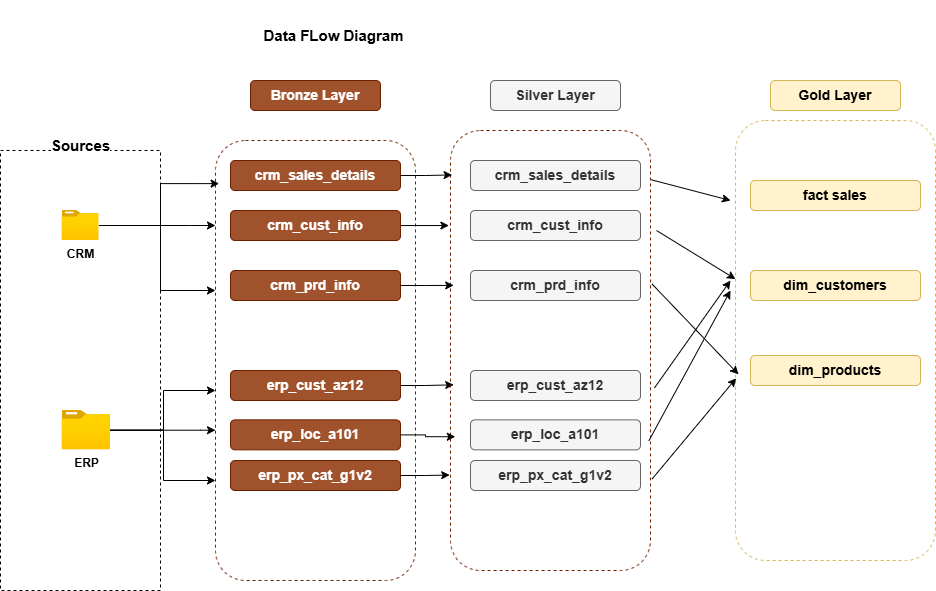 Data FLow Diagram
Bronze Layer
Silver Layer
Gold Layer
Sources
crm_sales_details
crm_sales_details
fact sales
crm_cust_info
crm_cust_info
CRM
crm_prd_info
crm_prd_info
dim_customers
erp_cust_az12
erp_cust_az12
dim_products
erp_loc_a101
erp_loc_a101
ERP
erp_px_cat_g1v2
erp_px_cat_g1v2